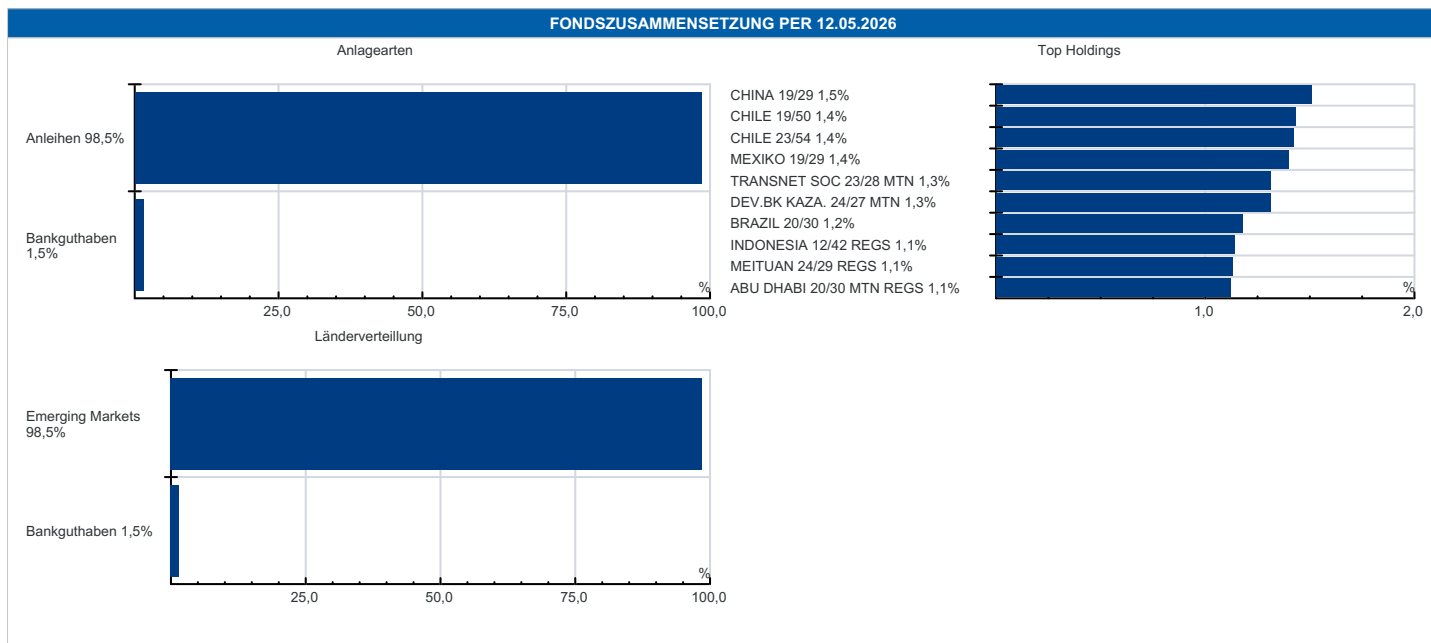 FONDSZUSAMMENSETZUNG PER 12.05.2026
Anlagearten
Anleihen 98,5%
Bankguthaben
1,5%
%
25,0 50,0 75,0 100,0
Top Holdings
CHINA 19/29 1,5%
CHILE 19/50 1,4%
CHILE 23/54 1,4%
MEXIKO 19/29 1,4%
TRANSNET SOC 23/28 MTN 1,3%
DEV.BK KAZA. 24/27 MTN 1,3%
BRAZIL 20/30 1,2%
INDONESIA 12/42 REGS 1,1%
MEITUAN 24/29 REGS 1,1%
ABU DHABI 20/30 MTN REGS 1,1%
%
1,0 2,0
Länderverteillung
Emerging Markets
98,5%
Bankguthaben 1,5%
%
25,0 50,0 75,0 100,0